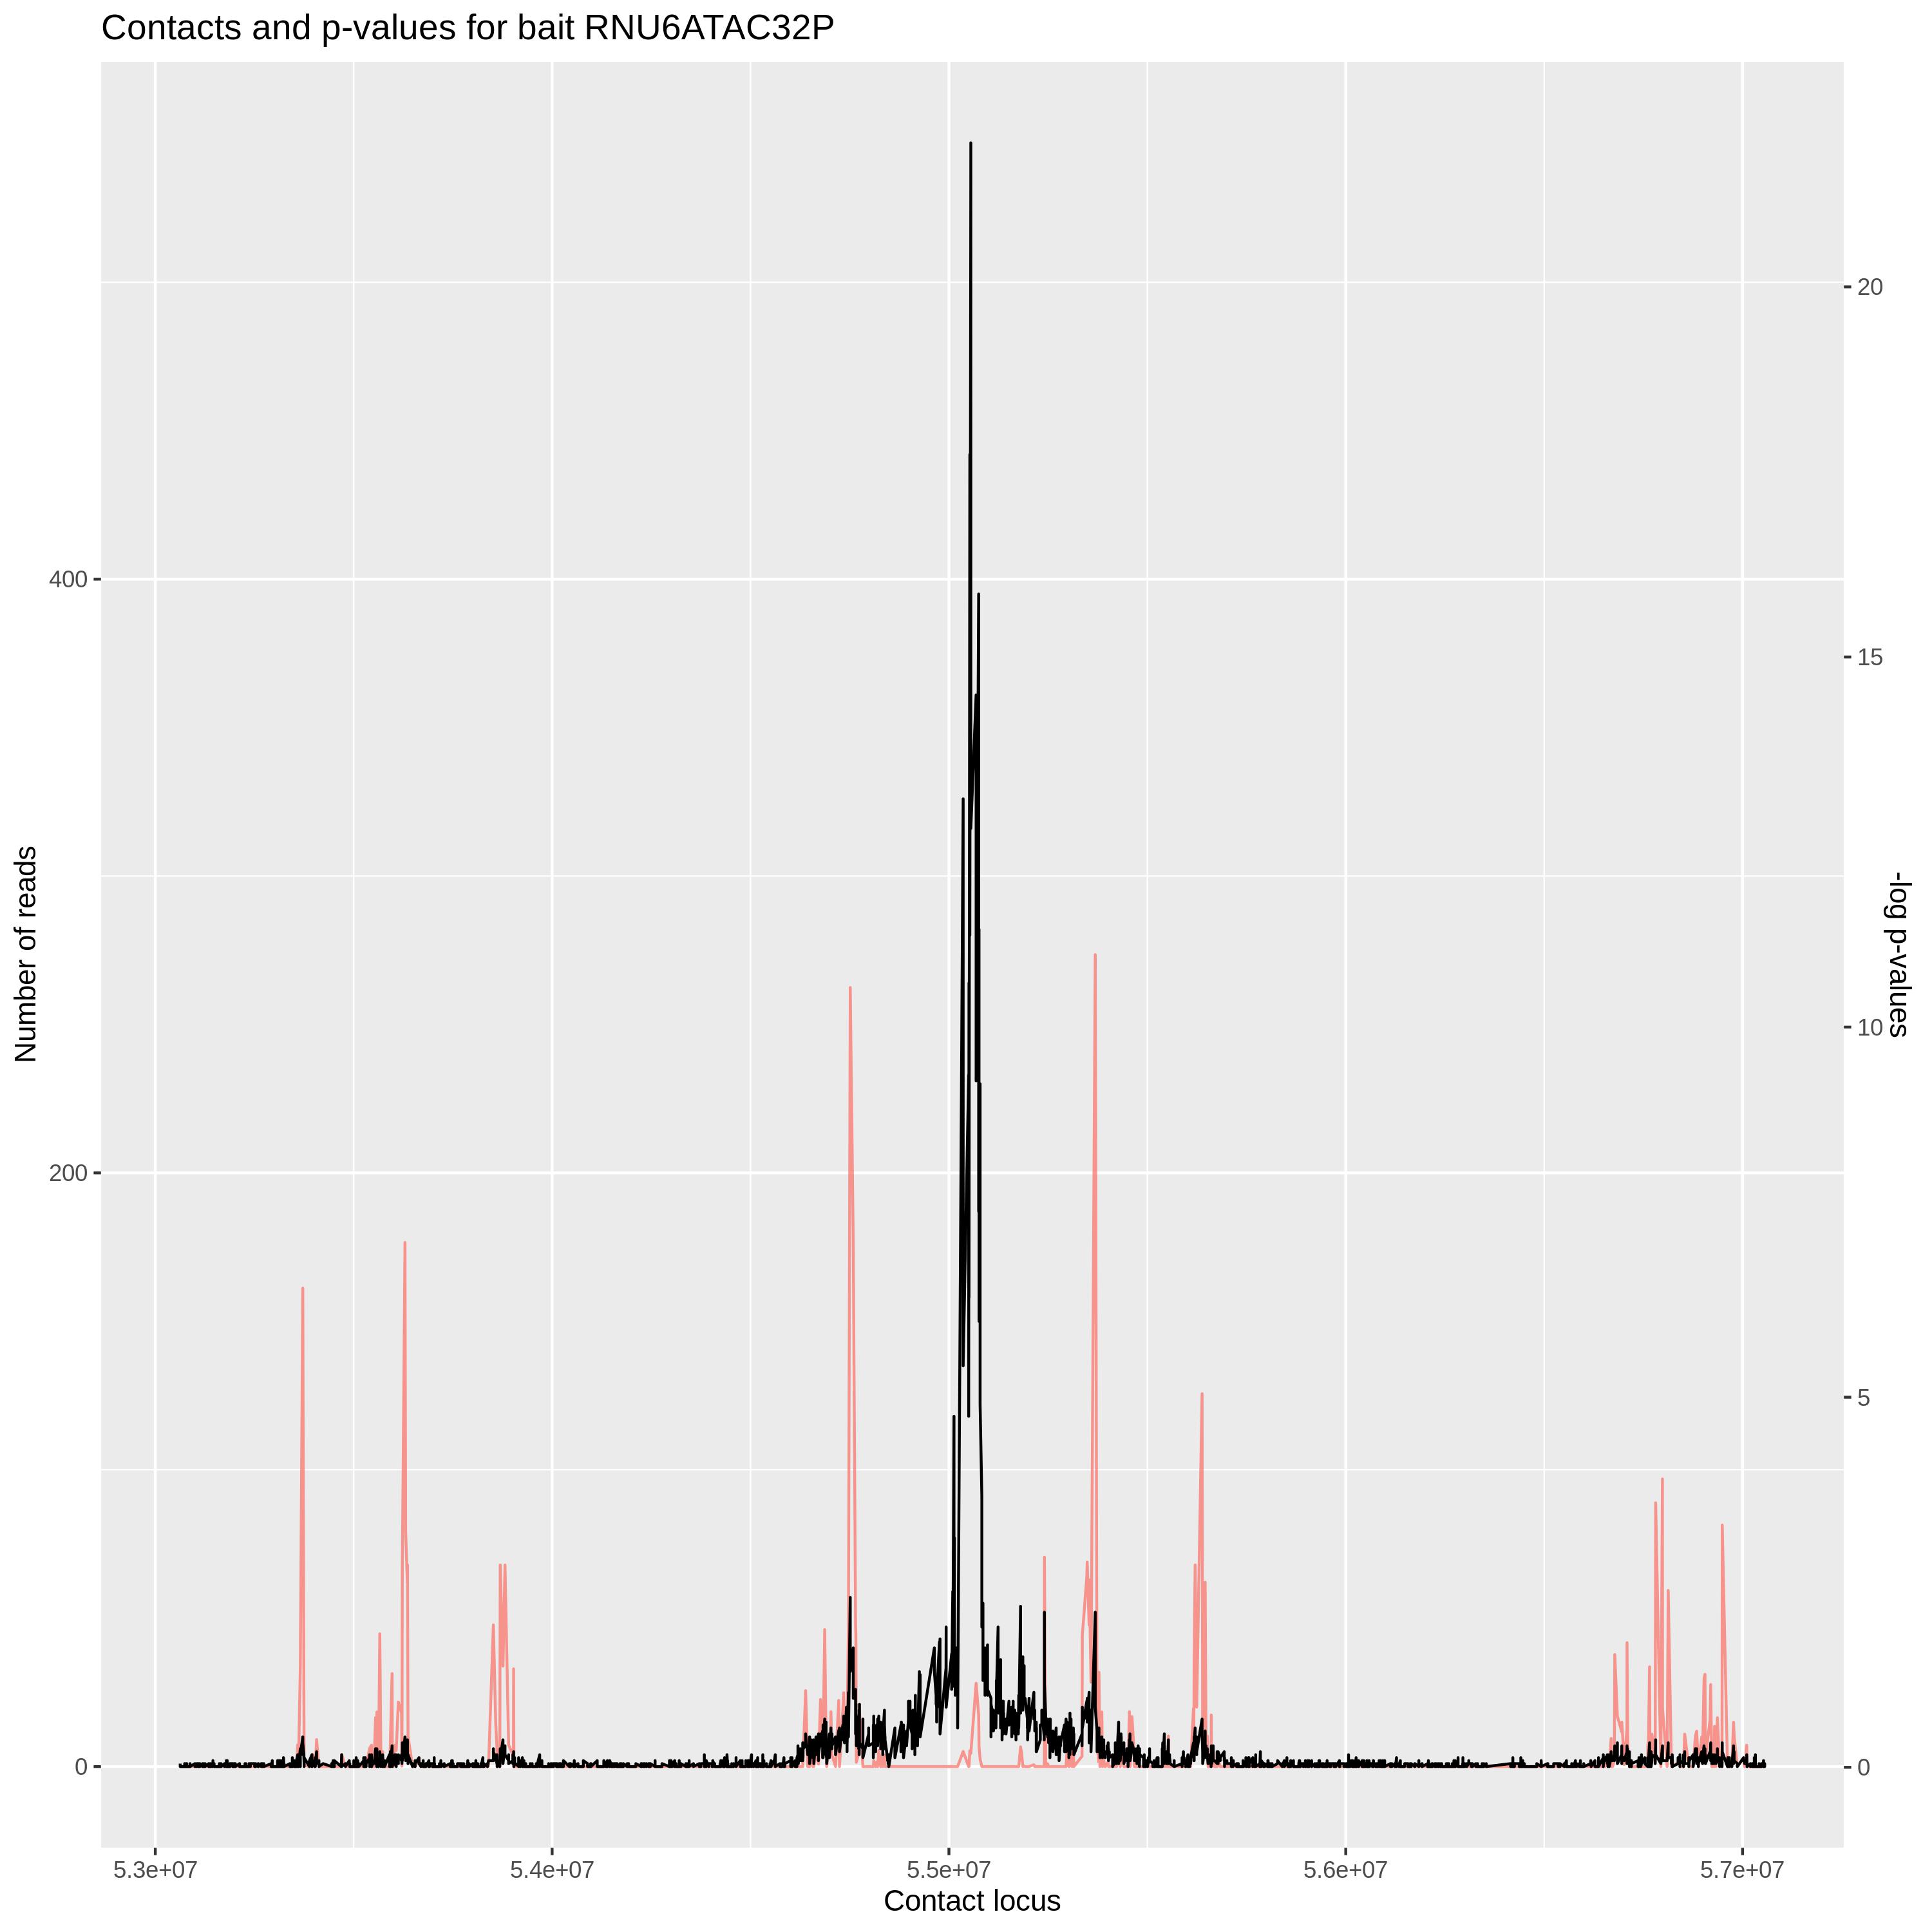 Contacts and p-values for bait RNU6ATAC32P
Number of reads
400
200
0
20
15
10
5
0
-log p-values
5.3e+07
5.4e+07
5.5e+07
5.6e+07
5.7e+07
Contact locus